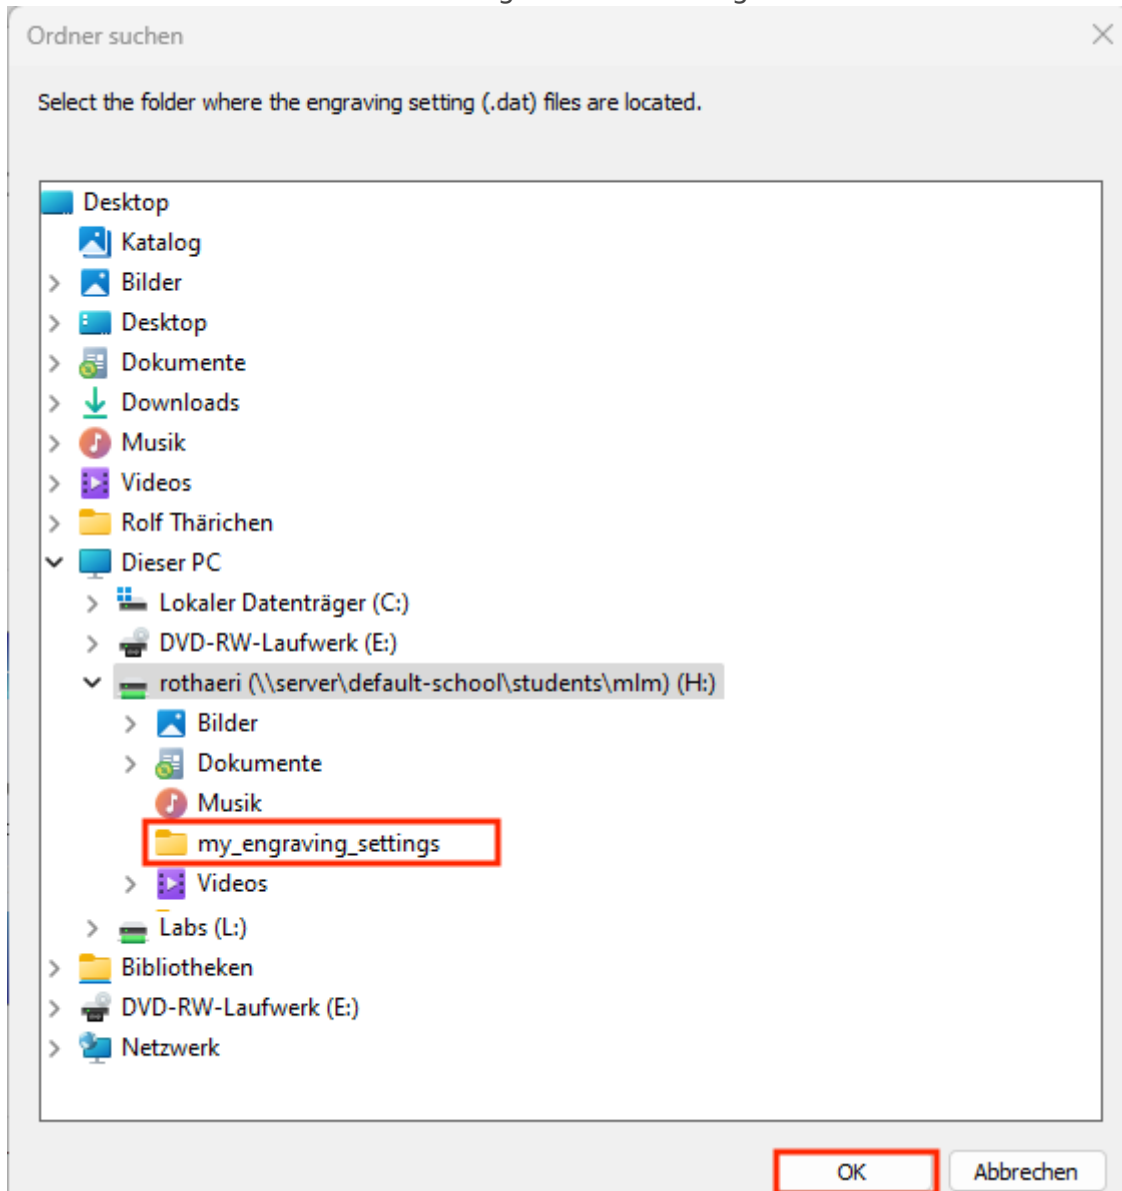 Ordner suchen
Select the folder where the engraving setting (.dat) files are located.
Desktop
Katalog
Bilder
Desktop
Dokumente
Downloads
Musik
Videos
Rolf Thärichen
Dieser PC
Lokaler Datenträger (C:)
DVD-RW-Laufwerk (E:)
rothaeri (\\server\default-school\students\mlm) (H:)
Bilder
Dokumente
Musik
my_engraving_settings
Videos
Labs (L:)
Bibliotheken
DVD-RW-Laufwerk (E:)
Netzwerk
OK Abbrechen